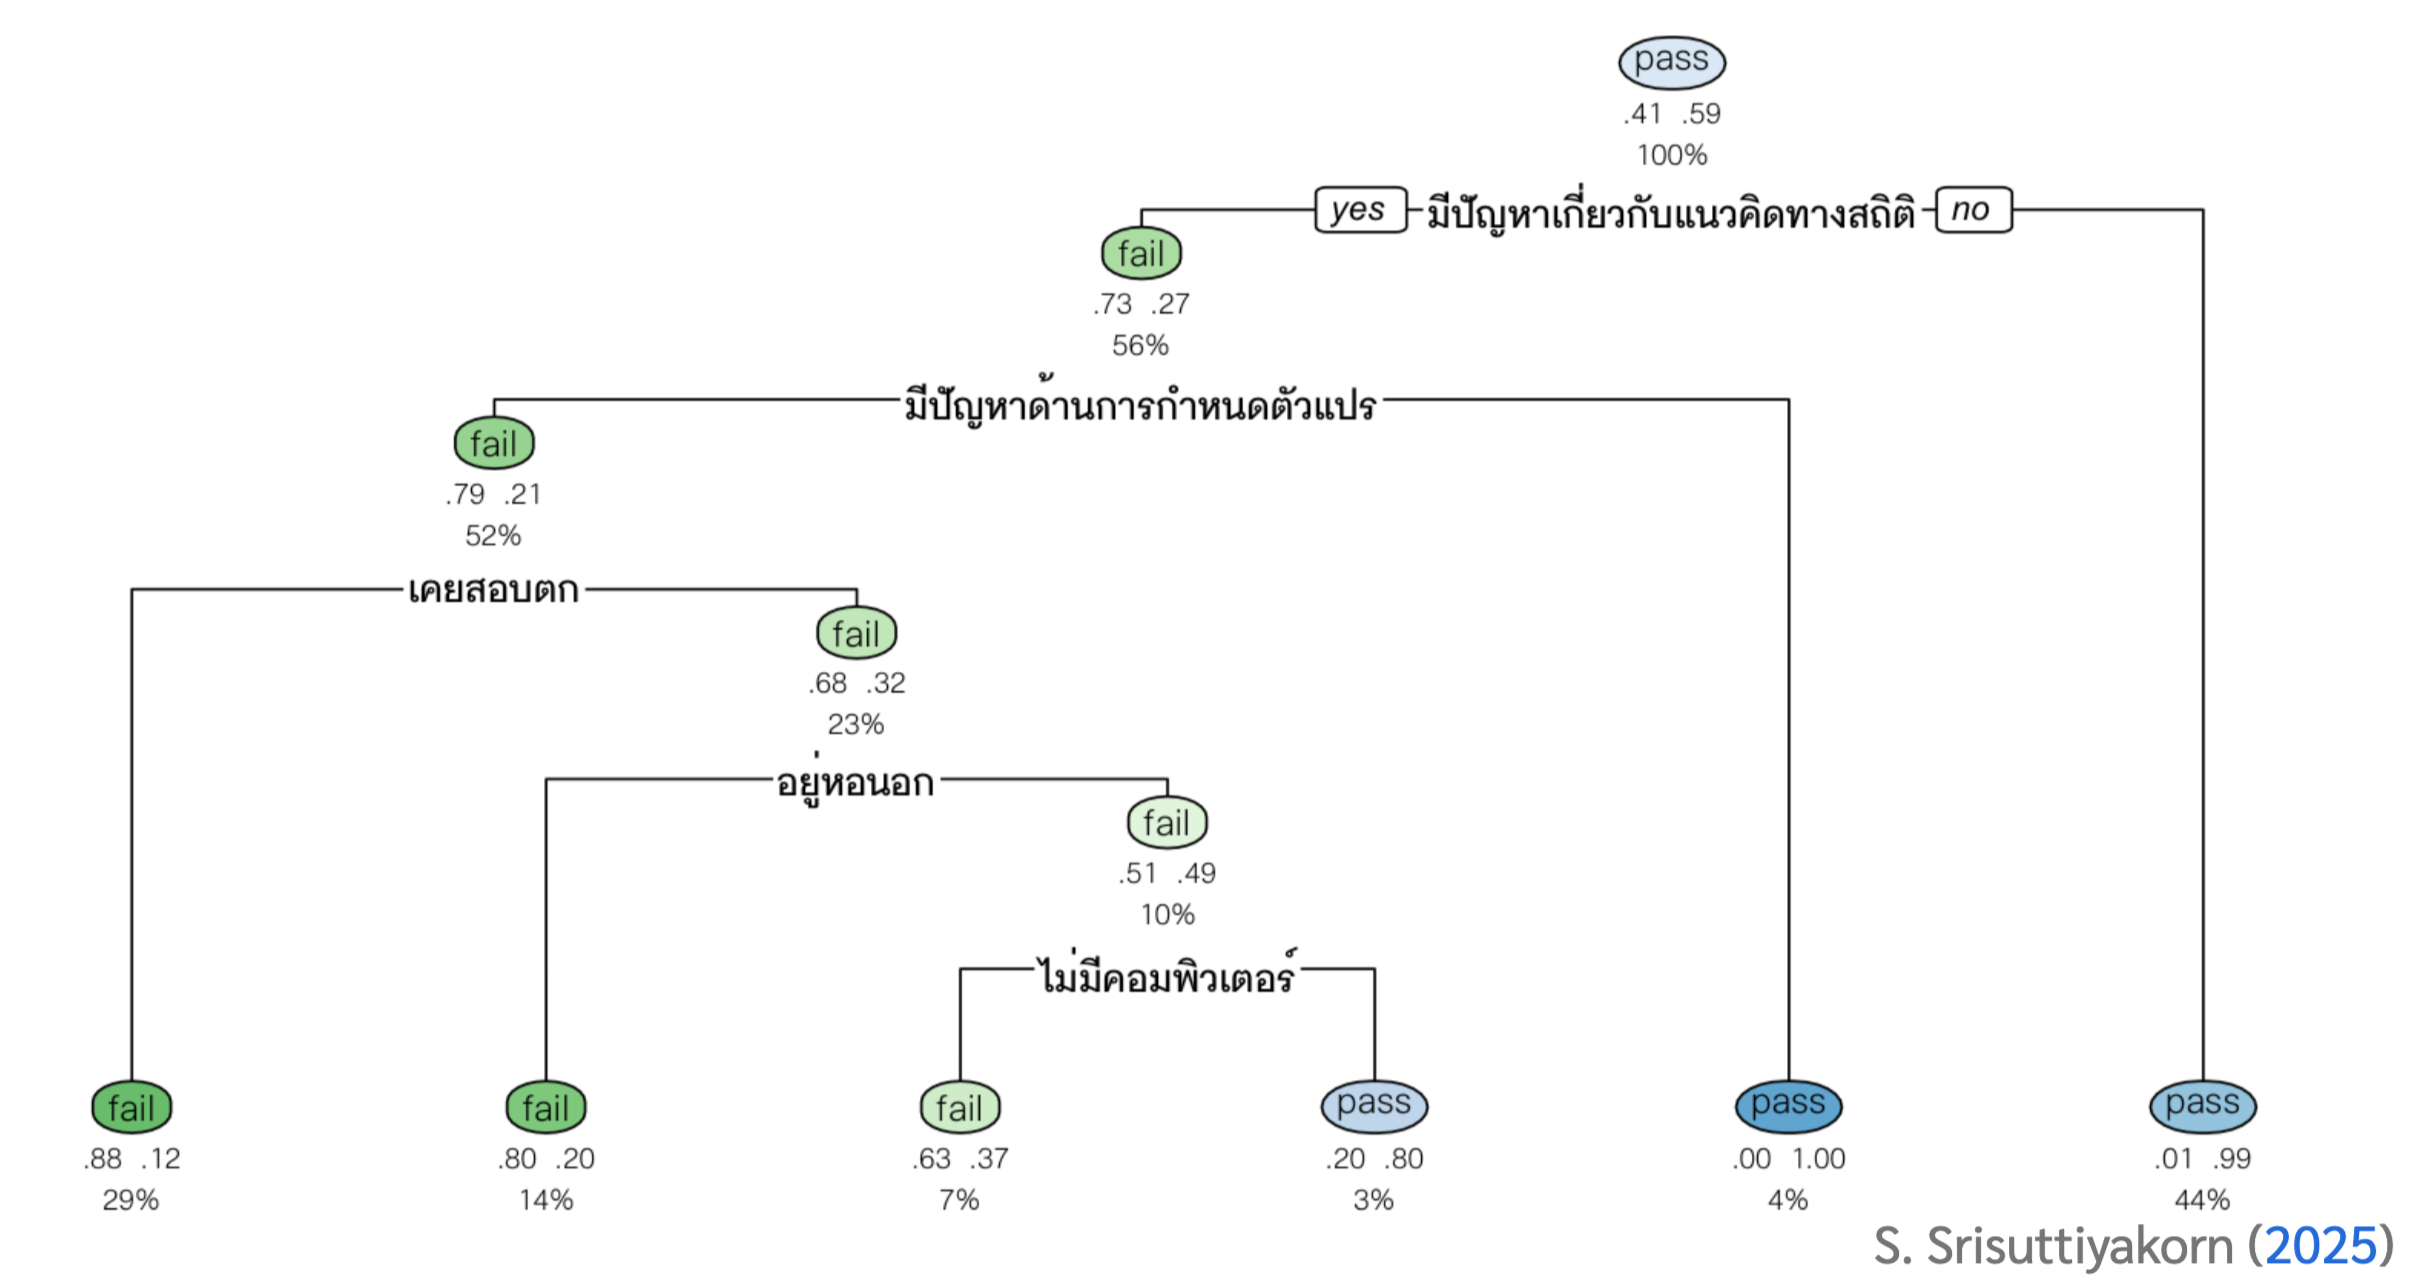 pass
.41 .59
100%
yes มีปัญหาเกี่ยวกับแนวคิดทางสถิติ no
fail
.73 .27
56%
มีปัญหาด้านการกำหนดตัวแปร
fail
.79 .21
52%
เคยสอบตก
fail
.68 .32
23%
อยู่หอนอก
fail
.51 .49
10%
ไม่มีคอมพิวเตอร์
fail fail fail pass pass pass
.88 .12 .80 .20 .63 .37 .20 .80 .00 1.00 .01 .99
29% 14% 7% 3% 4% 44%
S. Srisuttiyakorn (2025)